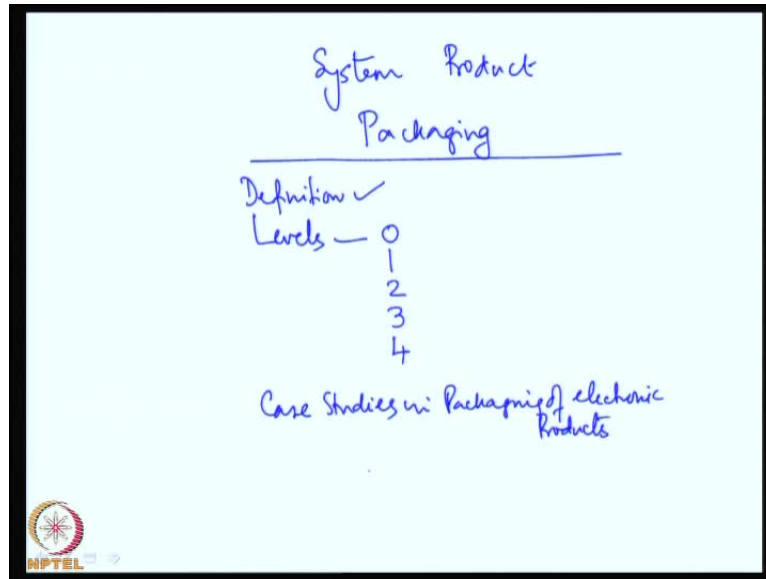 System Product
Packaging
Definition ✓
Levels — 0
1
2
3
4
Case Studies in Packaging of electronic
Products
NPTEL